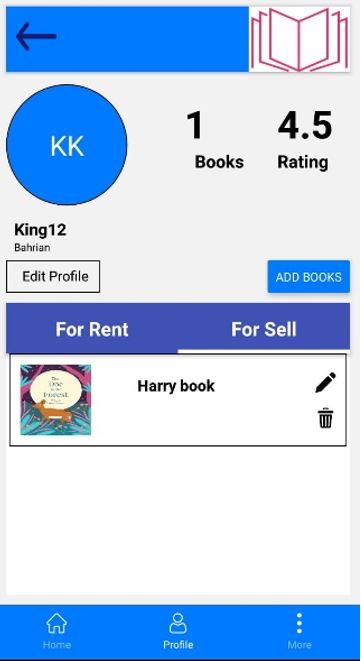 KK
1
4.5
Books
Rating
King12
Bahrian
Edit Profile
ADD BOOKS
For Rent
For Sell
The
Doe
in the
Forest
Harry book
Home
Profile
More